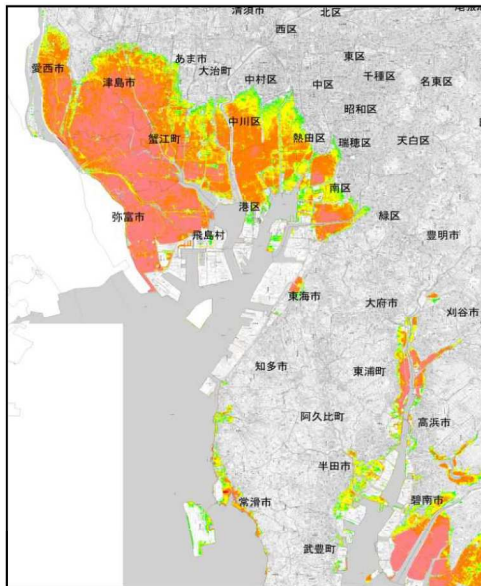 清須市
北区
西区
東区
あま市
愛西市
大治町
千種区
津島市
中村区
中区
名東区
昭和区
中川区
熱田区
蟹江町
瑞穂区
天白区
南区
港区
弥富市
緑区
飛島村
豊明市
東海市
大府市
刈谷市
知多市
東浦町
阿久比町
高浜市
半田市
常滑市
碧南市
武豊町